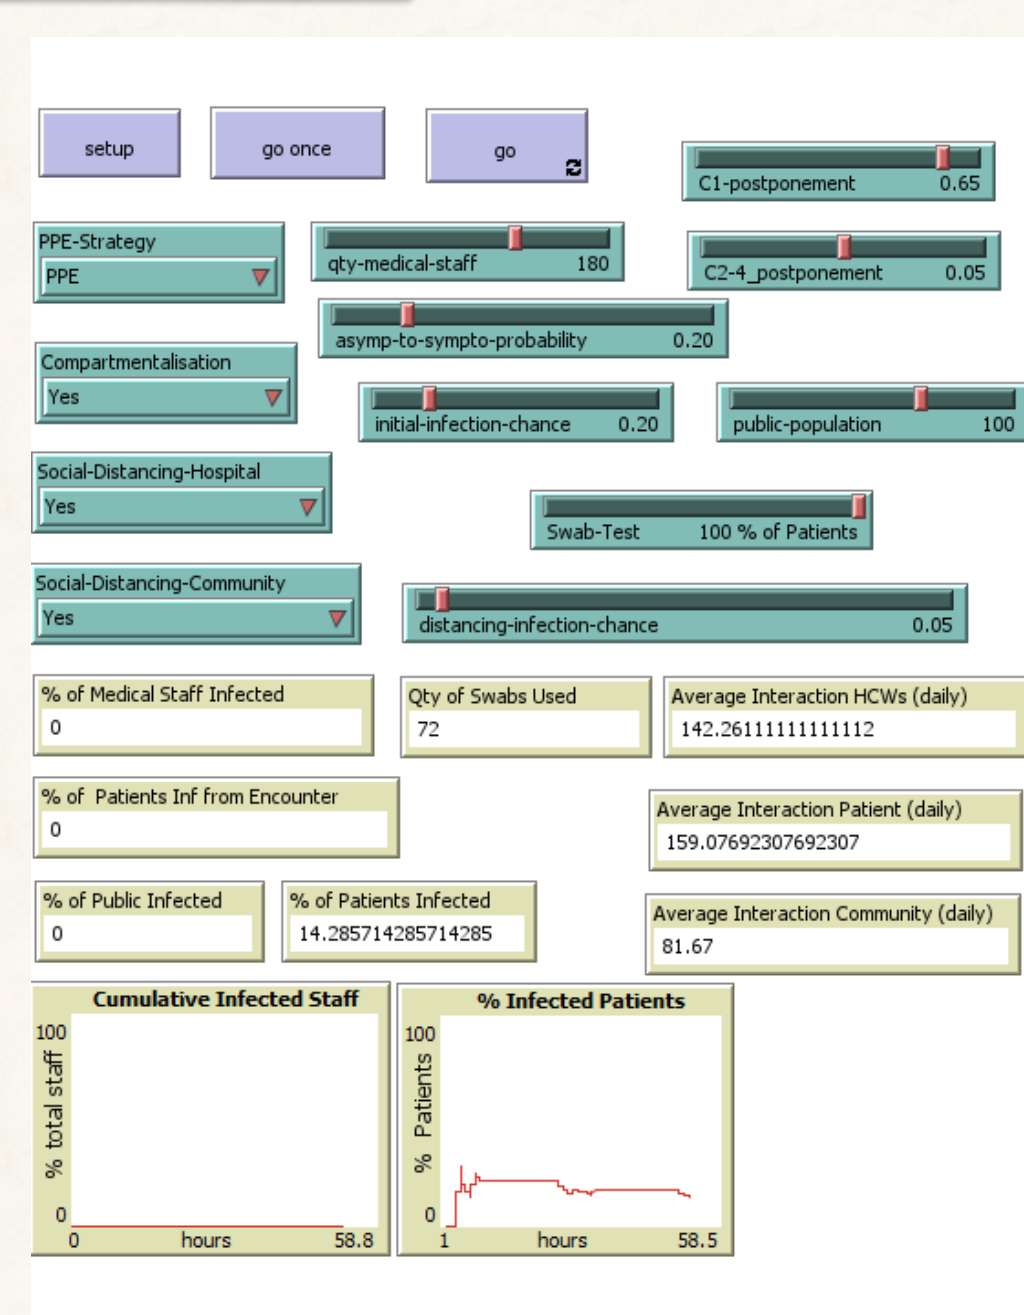 setup
go once
go
C1-postponement 0.65
PPE-Strategy
PPE
qty-medical-staff 180
C2-4_postponement 0.05
asymp-to-sympto-probability 0.20
Compartmentalisation
Yes
initial-infection-chance 0.20
public-population 100
Social-Distancing-Hospital
Yes
Swab-Test 100 % of Patients
Social-Distancing-Community
Yes
distancing-infection-chance 0.05
% of Medical Staff Infected
0
Qty of Swabs Used
72
Average Interaction HCWs (daily)
142.26111111111112
% of  Patients Inf from Encounter
0
Average Interaction Patient (daily)
159.07692307692307
% of Public Infected
0
% of Patients Infected
14.285714285714285
Average Interaction Community (daily)
81.67
Cumulative Infected Staff
100
% total staff
0
0 hours 58.8
% Infected Patients
100
% Patients
0
1 hours 58.5